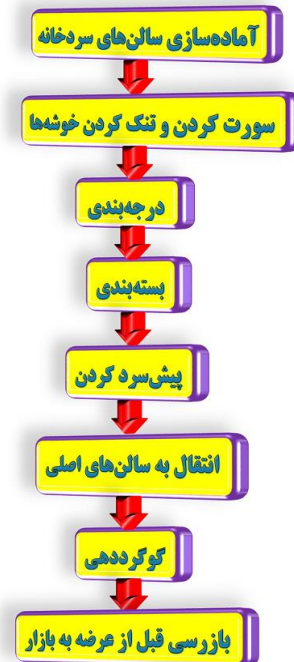 آماده‌سازی سالن‌های سردخانه
سورت کردن و تنک کردن خوشه‌ها
درجه‌بندی
بسته‌بندی
پیش‌سرد کردن
انتقال به سالن‌های اصلی
گوگرددهی
بازرسی قبل از عرضه به بازار